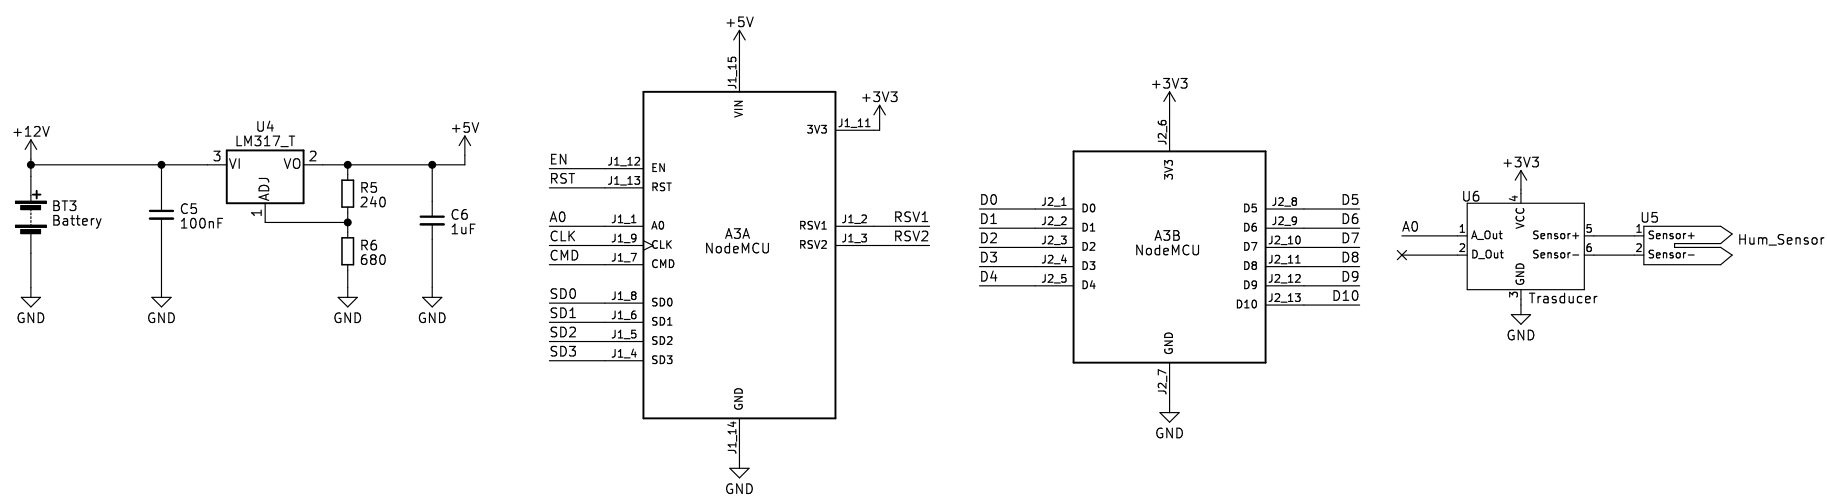 +12V
+
BT3
Battery
GND
C5
100nF
GND
U4
LM317_T
3
VI
VO
2
ADJ
1
R5
240
R6
680
GND
+5V
C6
1uF
GND
+5V
J1_15
VIN
3V3
J1_11
+3V3
EN
J1_12
EN
RST
J1_13
RST
A0
J1_1
A0
CLK
J1_9
CLK
CMD
J1_7
CMD
SD0
J1_8
SD0
SD1
J1_6
SD1
SD2
J1_5
SD2
SD3
J1_4
SD3
A3A
NodeMCU
RSV1
J1_2
RSV1
RSV2
J1_3
RSV2
GND
J1_14
GND
+3V3
J2_6
3V3
D0
J2_1
D0
D1
J2_2
D1
D2
J2_3
D2
D3
J2_4
D3
D4
J2_5
D4
A3B
NodeMCU
D5
J2_8
D5
D6
J2_9
D6
D7
J2_10
D7
D8
J2_11
D8
D9
J2_12
D9
D10
J2_13
D10
GND
J2_7
GND
+3V3
U6
4
VCC
A0
1
A_Out
2
D_Out
Sensor+
5
Sensor-
6
GND
3
Trasducer
GND
U5
1
Sensor+
2
Sensor-
Hum_Sensor